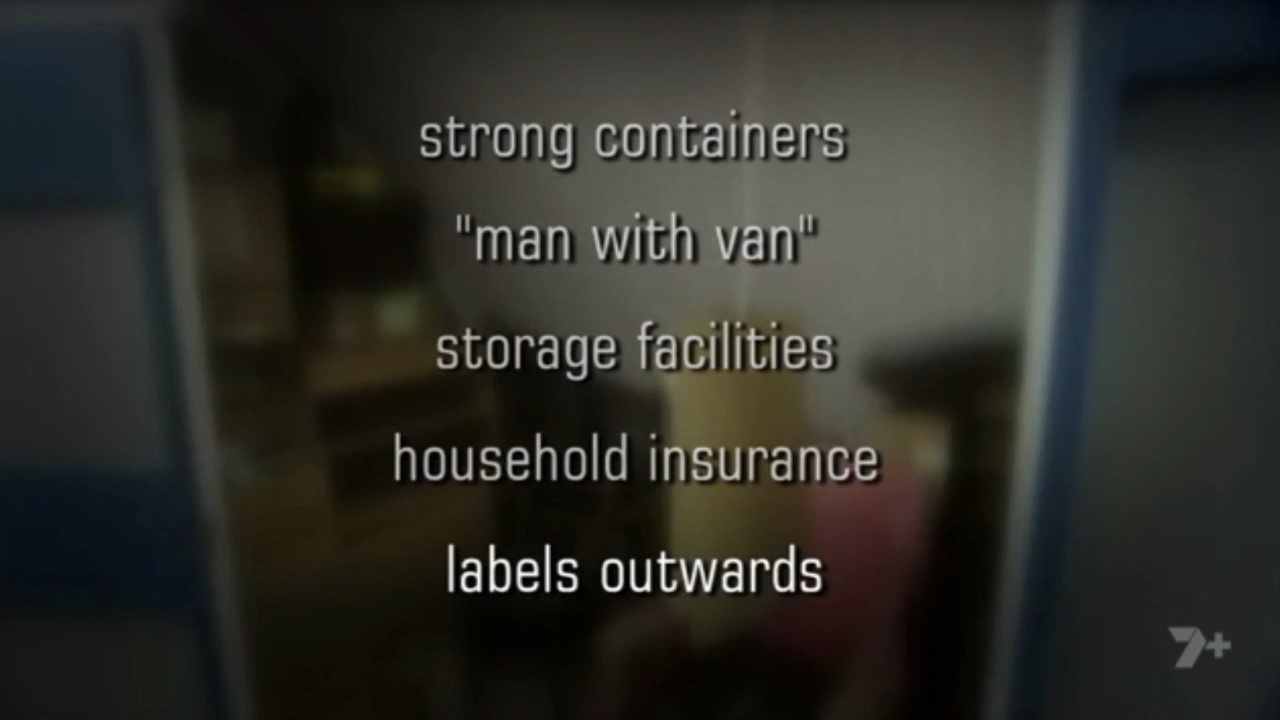 strong containers
"man with van"
storage facilities
household insurance
labels outwards
7+